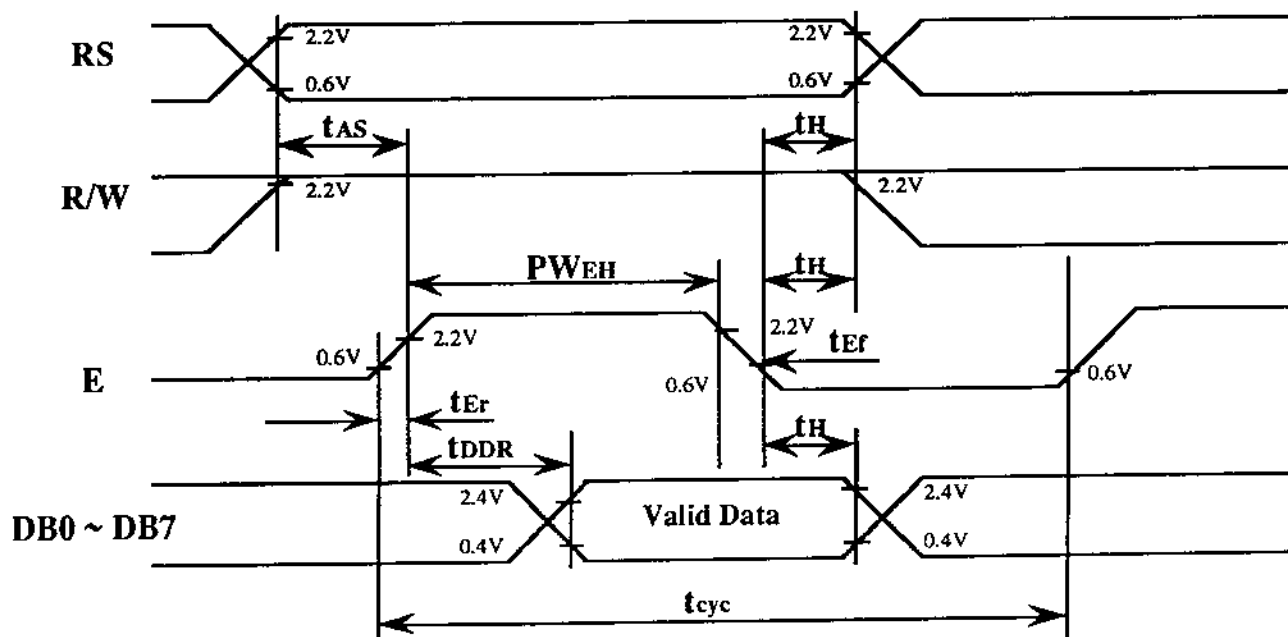 RS
2.2V
0.6V
2.2V
0.6V
tAS
tH
R/W
2.2V
2.2V
PWEH
tH
E
0.6V
2.2V
0.6V
2.2V
tEf
0.6V
tEr
tDDR
tH
DB0 ~ DB7
2.4V
0.4V
Valid Data
2.4V
0.4V
tcyc